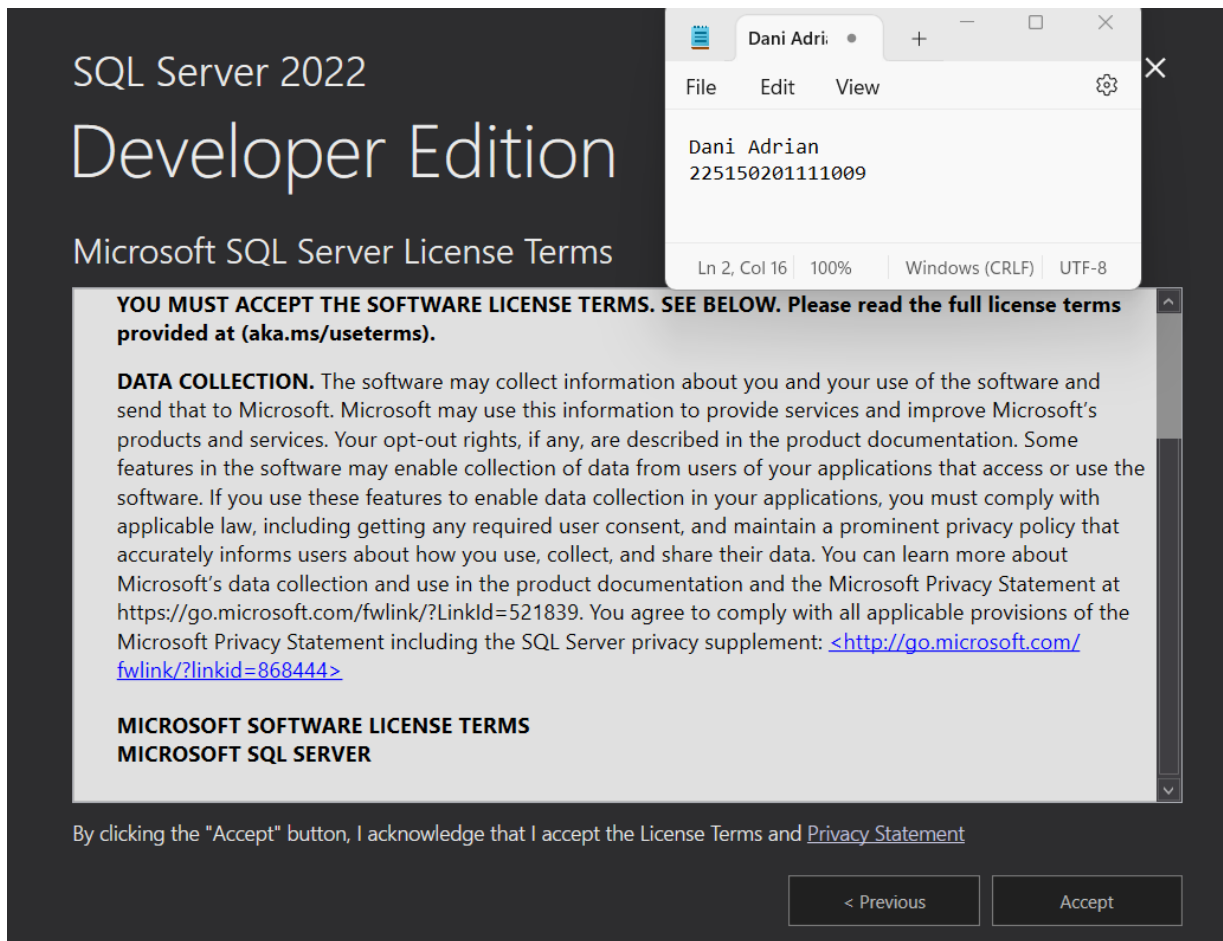 SQL Server 2022
Developer Edition
Microsoft SQL Server License Terms
Dani Adri
File Edit View
Dani Adrian
225150201111009
Ln 2, Col 16 100% Windows (CRLF) UTF-8
YOU MUST ACCEPT THE SOFTWARE LICENSE TERMS. SEE BELOW. Please read the full license terms
provided at (aka.ms/useterms).
DATA COLLECTION. The software may collect information about you and your use of the software and
send that to Microsoft. Microsoft may use this information to provide services and improve Microsoft’s
products and services. Your opt-out rights, if any, are described in the product documentation. Some
features in the software may enable collection of data from users of your applications that access or use the
software. If you use these features to enable data collection in your applications, you must comply with
applicable law, including getting any required user consent, and maintain a prominent privacy policy that
accurately informs users about how you use, collect, and share their data. You can learn more about
Microsoft’s data collection and use in the product documentation and the Microsoft Privacy Statement at
https://go.microsoft.com/fwlink/?LinkId=521839. You agree to comply with all applicable provisions of the
Microsoft Privacy Statement including the SQL Server privacy supplement: <http://go.microsoft.com/
fwlink/?linkid=868444>
MICROSOFT SOFTWARE LICENSE TERMS
MICROSOFT SQL SERVER
By clicking the "Accept" button, I acknowledge that I accept the License Terms and Privacy Statement
< Previous Accept